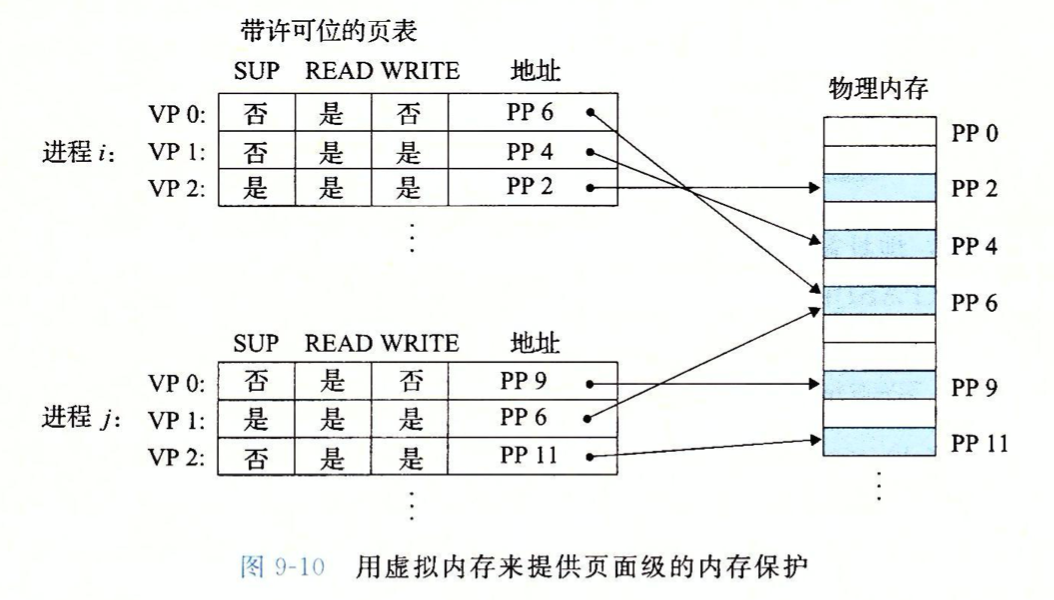 带许可位的页表
SUP READ WRITE 地址
VP 0: 否 是 否 PP 6
进程 i: VP 1: 否 是 是 PP 4
VP 2: 是 是 是 PP 2
⋮
物理内存
PP 0
PP 2
PP 4
PP 6
PP 9
PP 11
⋮
SUP READ WRITE 地址
VP 0: 否 是 否 PP 9
进程 j: VP 1: 是 是 是 PP 6
VP 2: 否 是 是 PP 11
⋮
图 9-10 用虚拟内存来提供页面级的内存保护